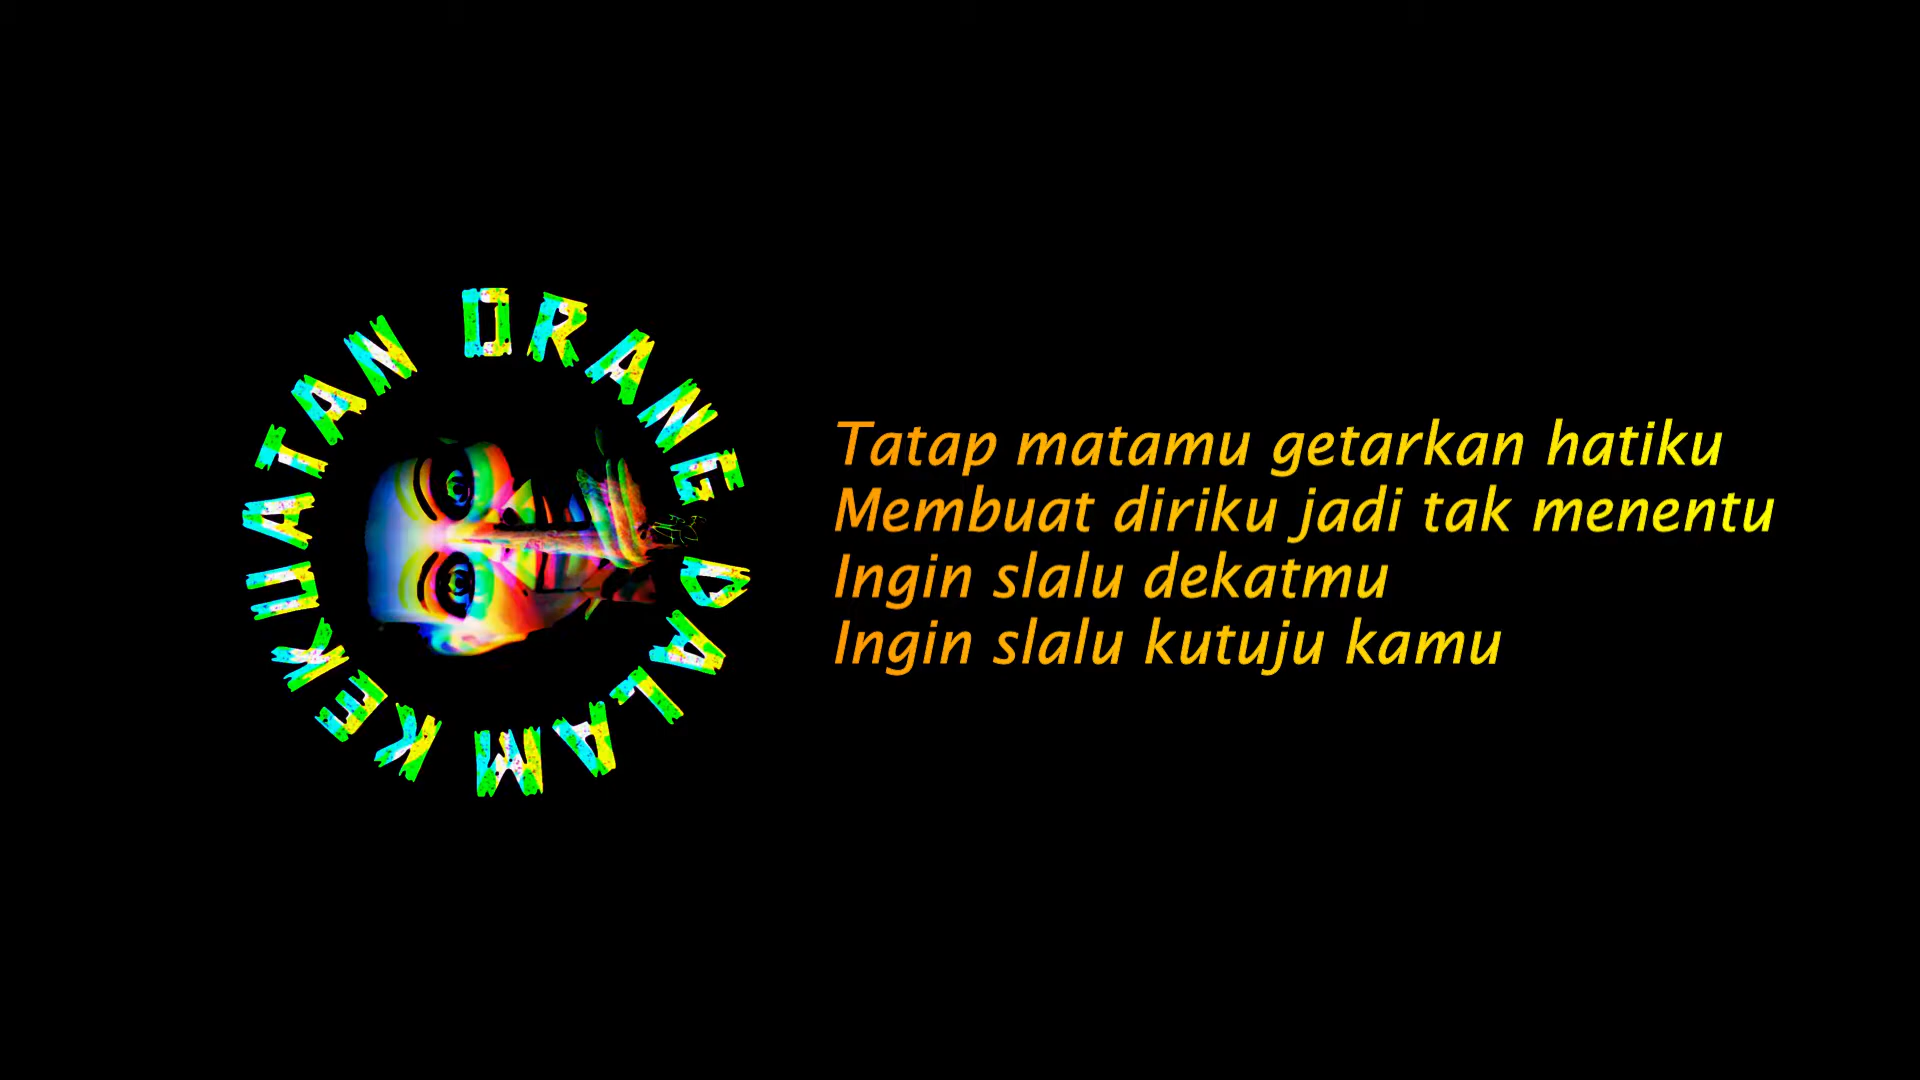 KEKUATAN ORANG DALAM
Tatap matamu getarkan hatiku
Membuat diriku jadi tak menentu
Ingin slalu dekatmu
Ingin slalu kutuju kamu